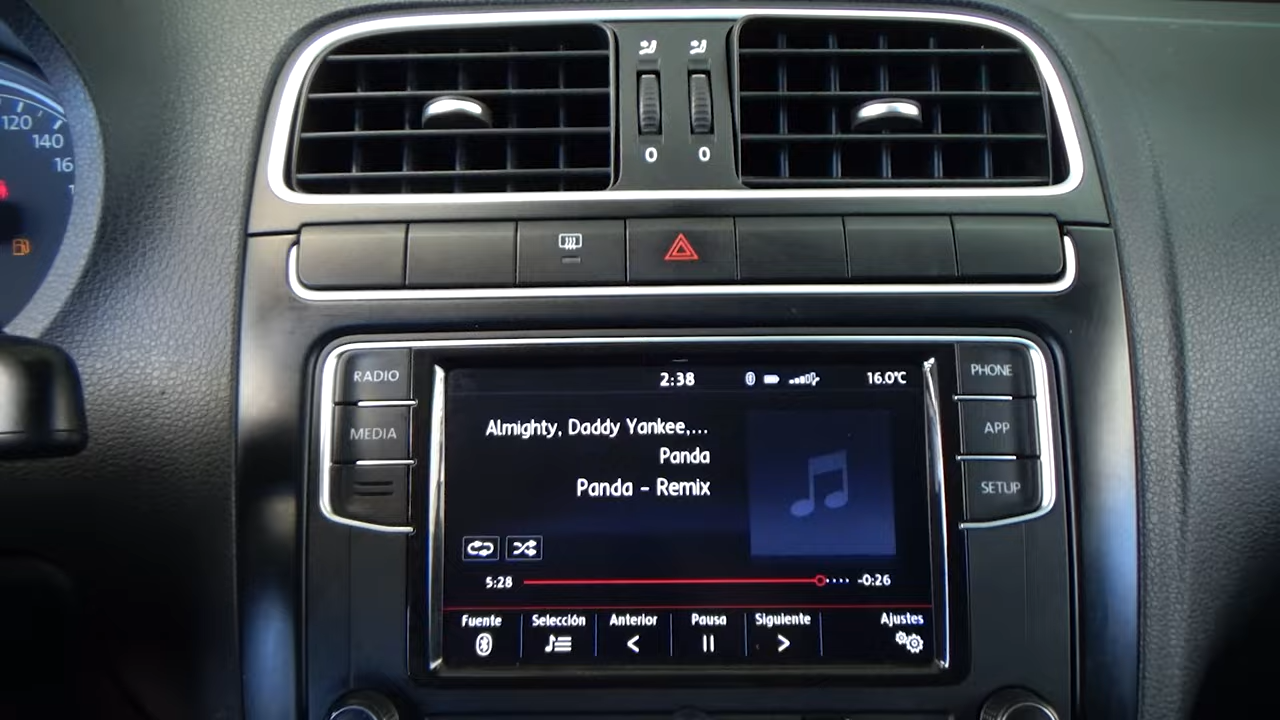 120
140
16
1
0 0
RADIO
MEDIA
PHONE
APP
SETUP
2:38
16.0°C
Almighty, Daddy Yankee,...
Panda
Panda - Remix
5:28
-0:26
Fuente
Selección
Anterior
Pausa
Siguiente
Ajustes